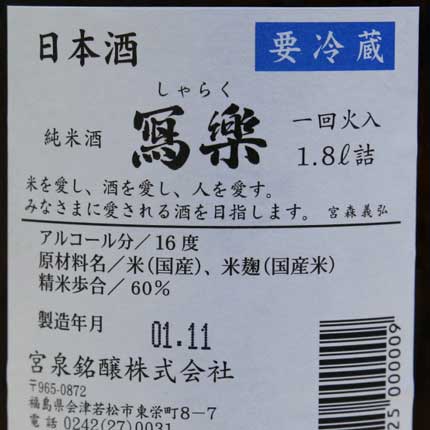 日本酒 要冷蔵
しゃらく
純米酒 寫樂 一回火入
1.8ℓ詰
米を愛し、酒を愛し、人を愛す。
みなさまに愛される酒を目指します。 宮森義弘
アルコール分/16度
原材料名/米(国産)、米麹(国産米)
精米歩合/60%
製造年月 01.11
宮泉銘醸株式会社
〒965-0872
福島県会津若松市東栄町8-7
電話 0242(27)0031
25000009